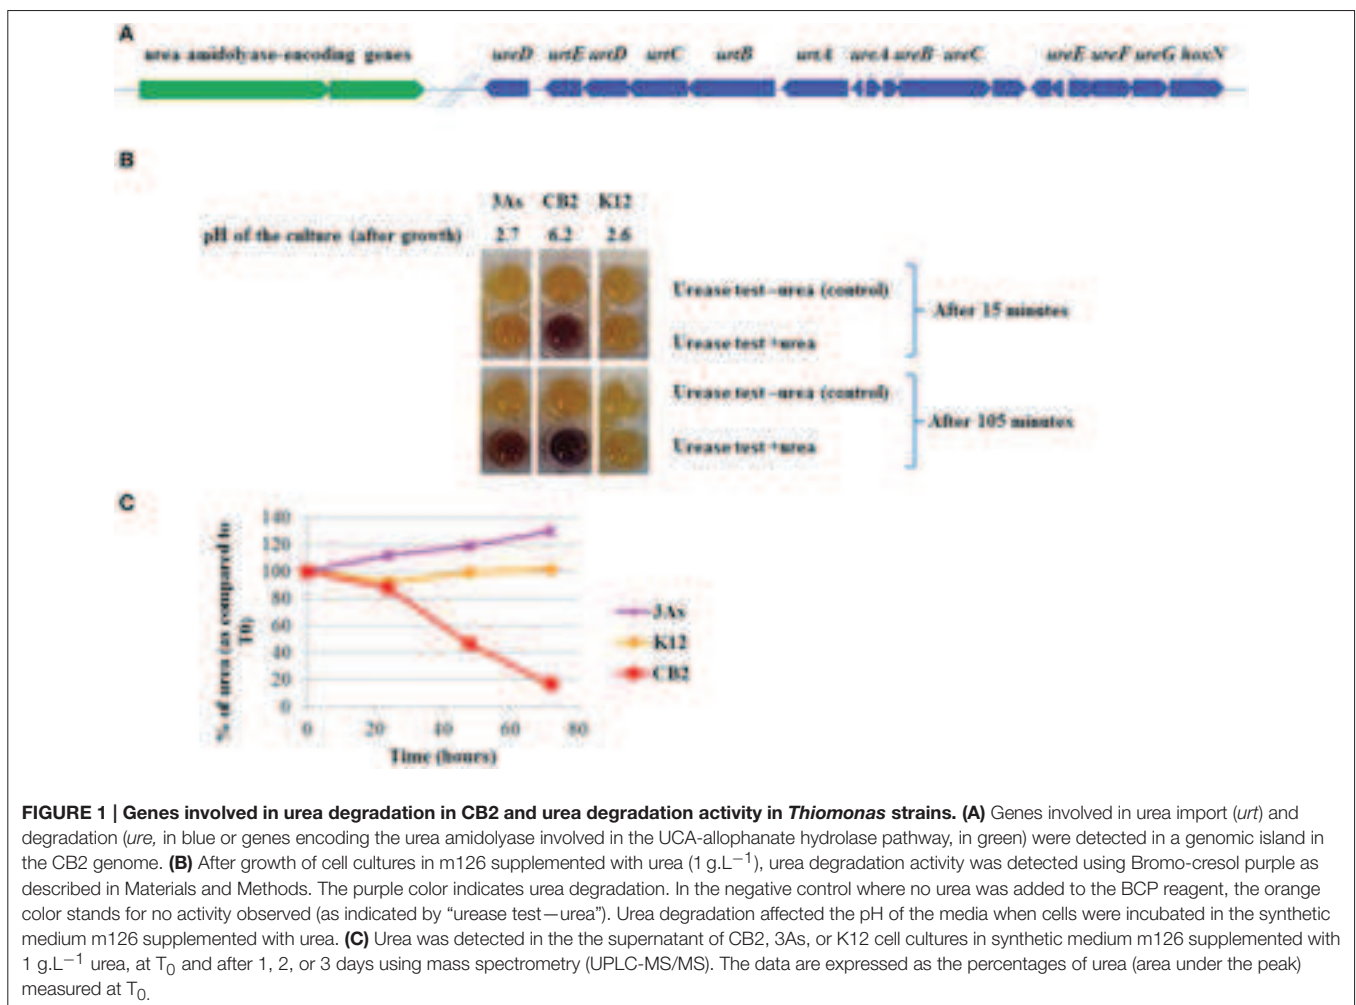 A
urea amidolyase-encoding genes ureD urtE urtD urtC urtB urtA ureA ureB ureC ureE ureF ureG hoxN
B
3As CB2 K12
pH of the culture (after growth) 2.7 6.2 2.6
Urease test –urea (control)
After 15 minutes
Urease test +urea
Urease test –urea (control)
After 105 minutes
Urease test +urea
C
% of urea (as compared to
T0)
140
120
100
80
60
40
20
0
3As
K12
CB2
0 20 40 60 80
Time (hours)
FIGURE 1 | Genes involved in urea degradation in CB2 and urea degradation activity in Thiomonas strains. (A) Genes involved in urea import (urt) and
degradation (ure, in blue or genes encoding the urea amidolyase involved in the UCA-allophanate hydrolase pathway, in green) were detected in a genomic island in
the CB2 genome. (B) After growth of cell cultures in m126 supplemented with urea (1 g.L−1), urea degradation activity was detected using Bromo-cresol purple as
described in Materials and Methods. The purple color indicates urea degradation. In the negative control where no urea was added to the BCP reagent, the orange
color stands for no activity observed (as indicated by “urease test—urea”). Urea degradation affected the pH of the media when cells were incubated in the synthetic
medium m126 supplemented with urea. (C) Urea was detected in the the supernatant of CB2, 3As, or K12 cell cultures in synthetic medium m126 supplemented with
1 g.L−1 urea, at T0 and after 1, 2, or 3 days using mass spectrometry (UPLC-MS/MS). The data are expressed as the percentages of urea (area under the peak)
measured at T0.